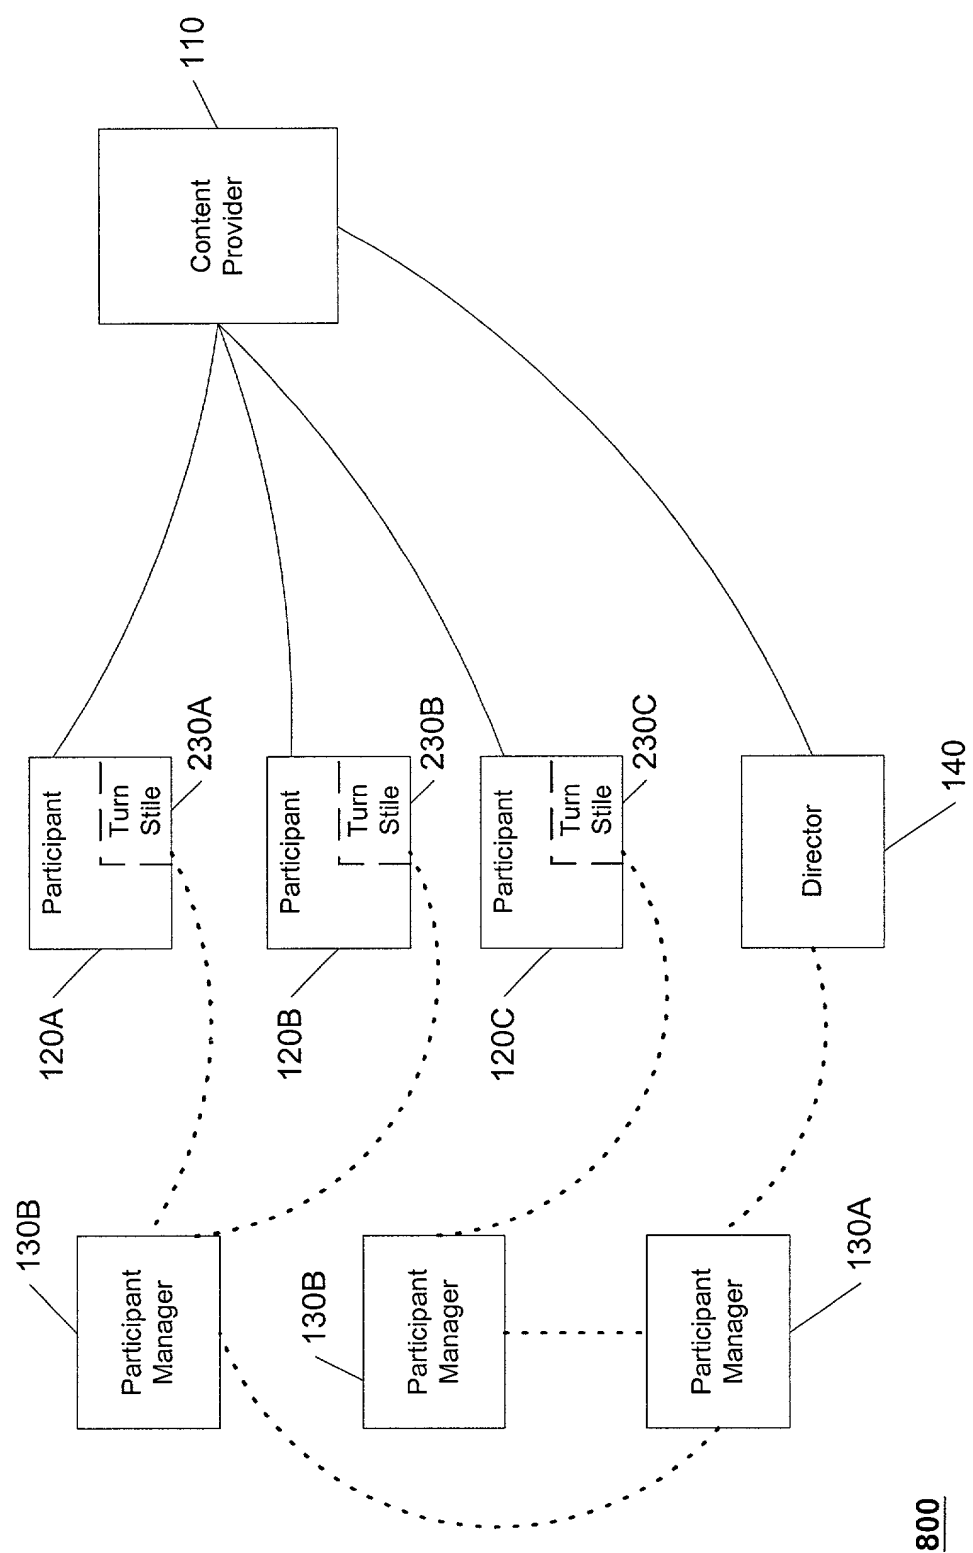 130B
Participant
Manager
130B
Participant
Manager
Participant
Manager
130A
120A
Participant
Turn
Stile
230A
120B
Participant
Turn
Stile
230B
120C
Participant
Turn
Stile
230C
Director
140
Content
Provider
110
800